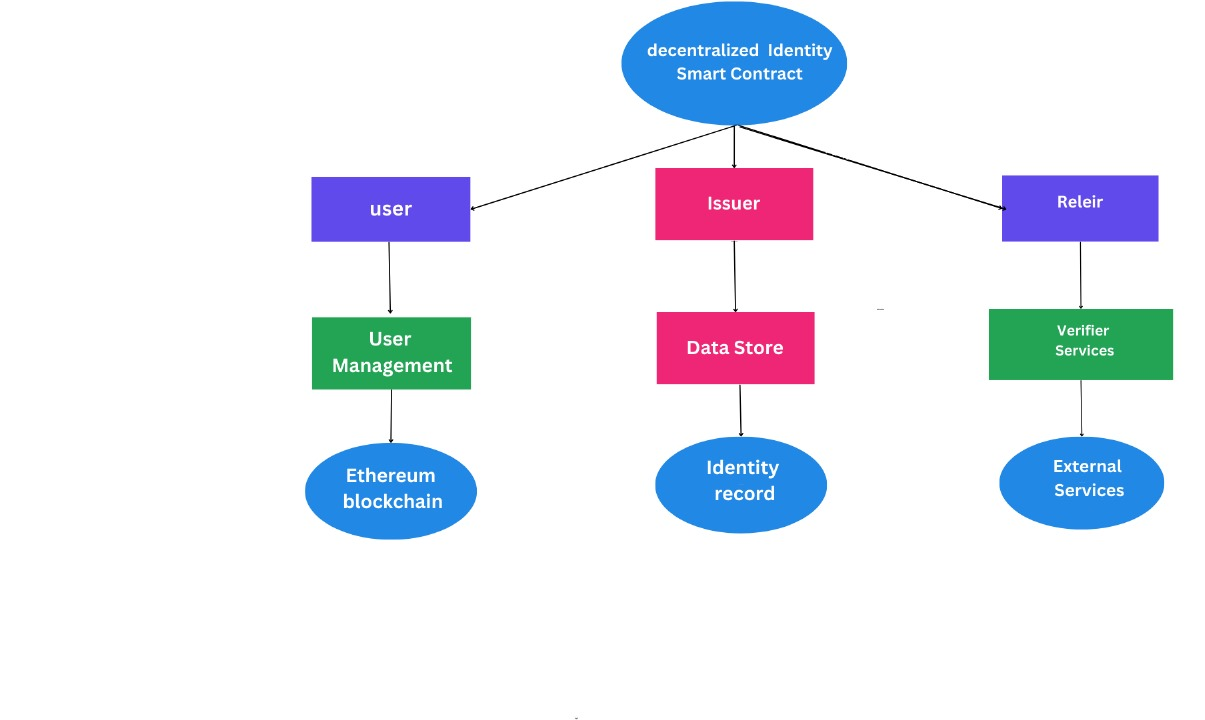 decentralized Identity
Smart Contract
user
Issuer
Releir
User
Management
Data Store
Verifier
Services
Ethereum
blockchain
Identity
record
External
Services